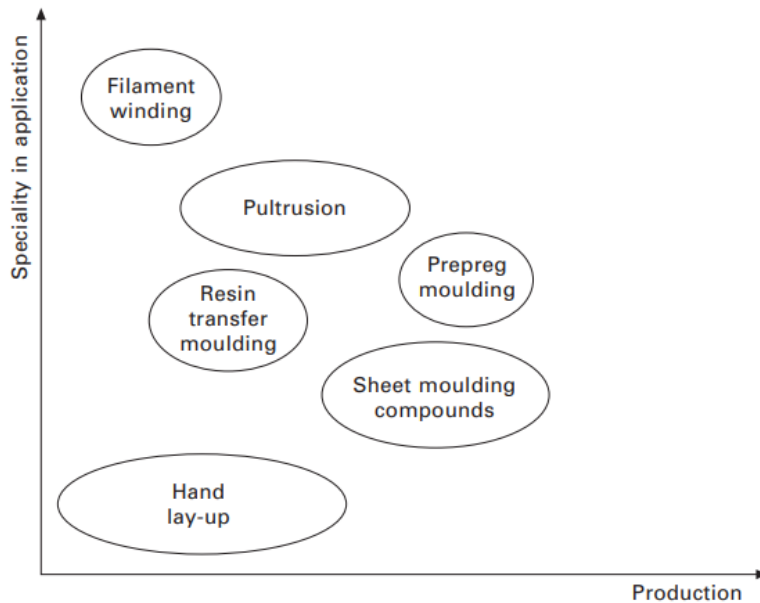 Speciality in application
Filament
winding
Pultrusion
Prepreg
moulding
Resin
transfer
moulding
Sheet moulding
compounds
Hand
lay-up
Production